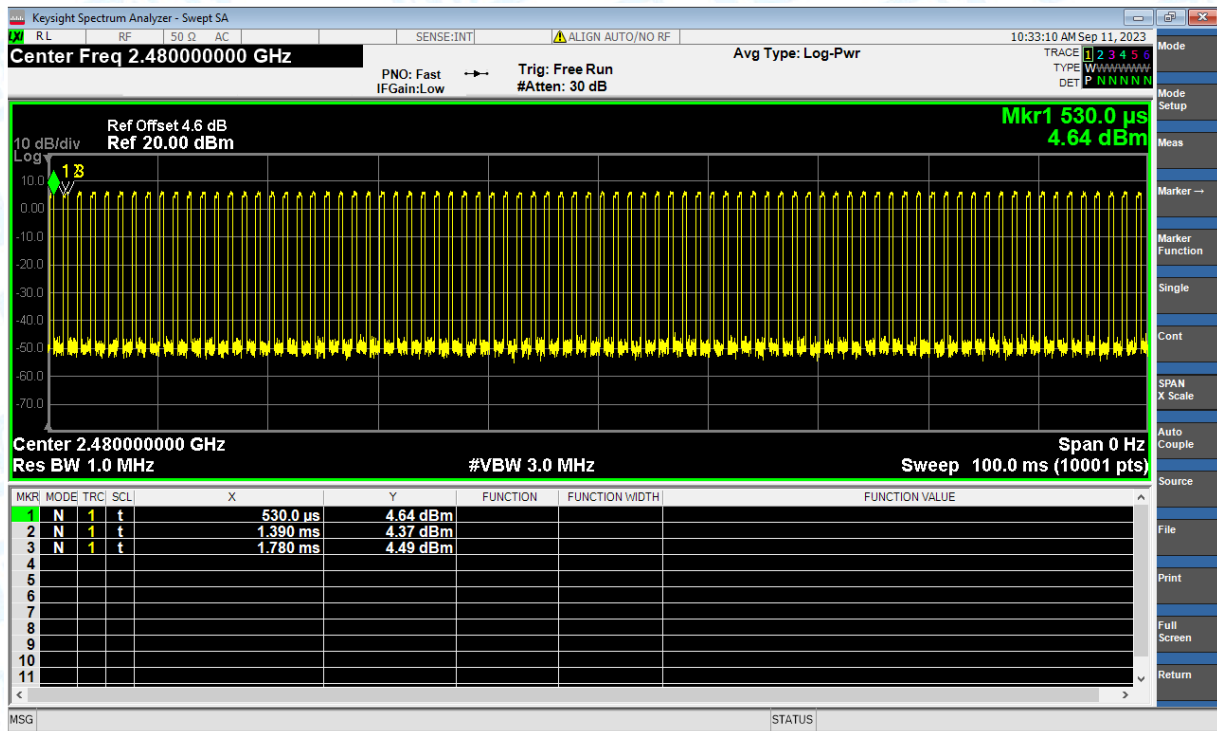 Keysight Spectrum Analyzer - Swept SA
LXI RL RF 50 Ω AC SENSE:INT ALIGN AUTO/NO RF 10:33:10 AM Sep 11, 2023
Center Freq 2.480000000 GHz
Avg Type: Log-Pwr
TRACE 1 2 3 4 5 6
TYPE WWWWWW
DET P N N N N N
PNO: Fast
IFGain:Low
Trig: Free Run
#Atten: 30 dB
Mkr1 530.0 µs
4.64 dBm
Ref Offset 4.6 dB
10 dB/div Ref 20.00 dBm
Log
1 2 3
10.0
0.00
-10.0
-20.0
-30.0
-40.0
-50.0
-60.0
-70.0
Center 2.480000000 GHz Span 0 Hz
Res BW 1.0 MHz #VBW 3.0 MHz Sweep 100.0 ms (10001 pts)
MKR MODE TRC SCL X Y FUNCTION FUNCTION WIDTH FUNCTION VALUE
1 N 1 t 530.0 µs 4.64 dBm
2 N 1 t 1.390 ms 4.37 dBm
3 N 1 t 1.780 ms 4.49 dBm
4
5
6
7
8
9
10
11
MSG STATUS
Mode
Mode
Setup
Meas
Marker →
Marker
Function
Single
Cont
SPAN
X Scale
Auto
Couple
Source
File
Print
Full
Screen
Return